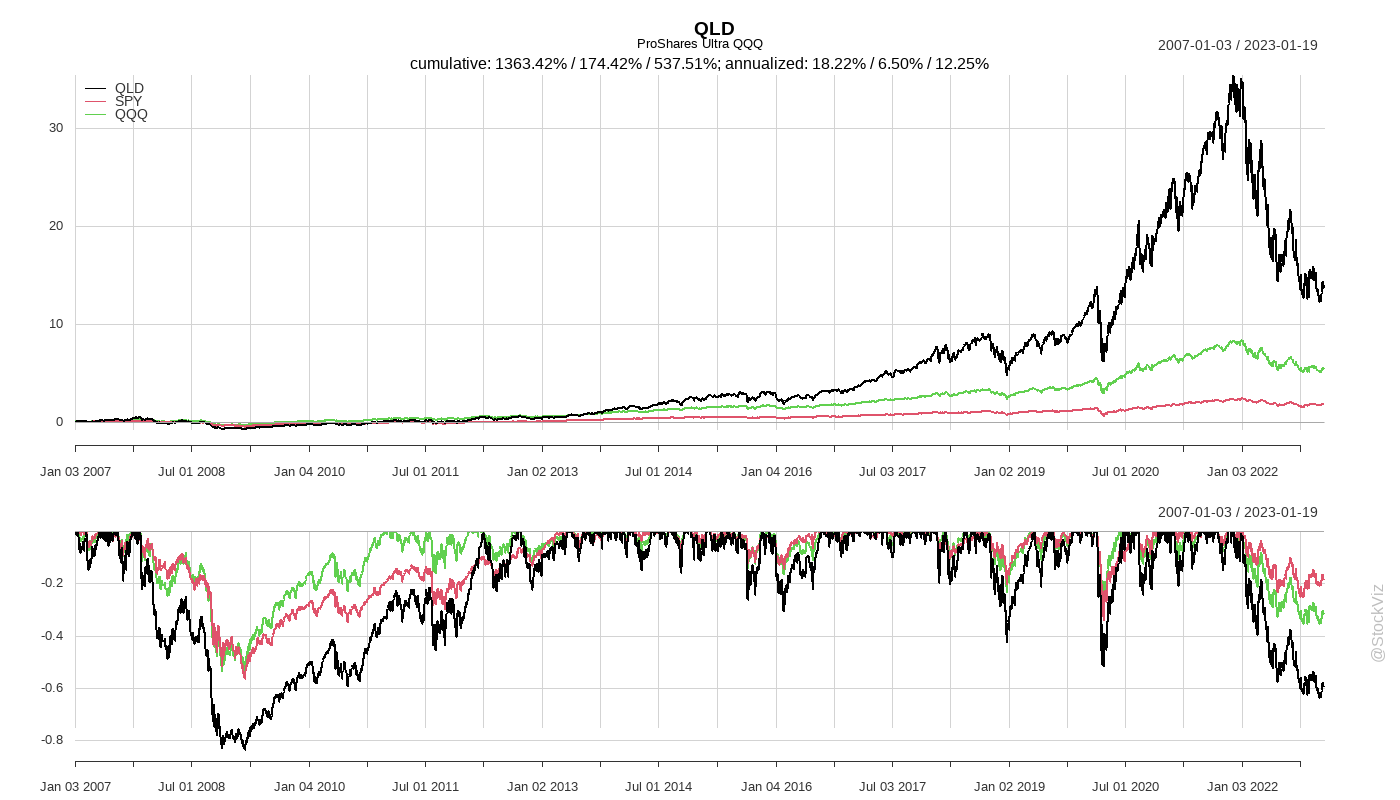 QLD
ProShares Ultra QQQ
2007-01-03 / 2023-01-19
cumulative: 1363.42% / 174.42% / 537.51%; annualized: 18.22% / 6.50% / 12.25%
QLD
SPY
QQQ
30
20
10
0
Jan 03 2007 Jul 01 2008 Jan 04 2010 Jul 01 2011 Jan 02 2013 Jul 01 2014 Jan 04 2016 Jul 03 2017 Jan 02 2019 Jul 01 2020 Jan 03 2022
2007-01-03 / 2023-01-19
-0.2
-0.4
-0.6
-0.8
Jan 03 2007 Jul 01 2008 Jan 04 2010 Jul 01 2011 Jan 02 2013 Jul 01 2014 Jan 04 2016 Jul 03 2017 Jan 02 2019 Jul 01 2020 Jan 03 2022
@StockViz